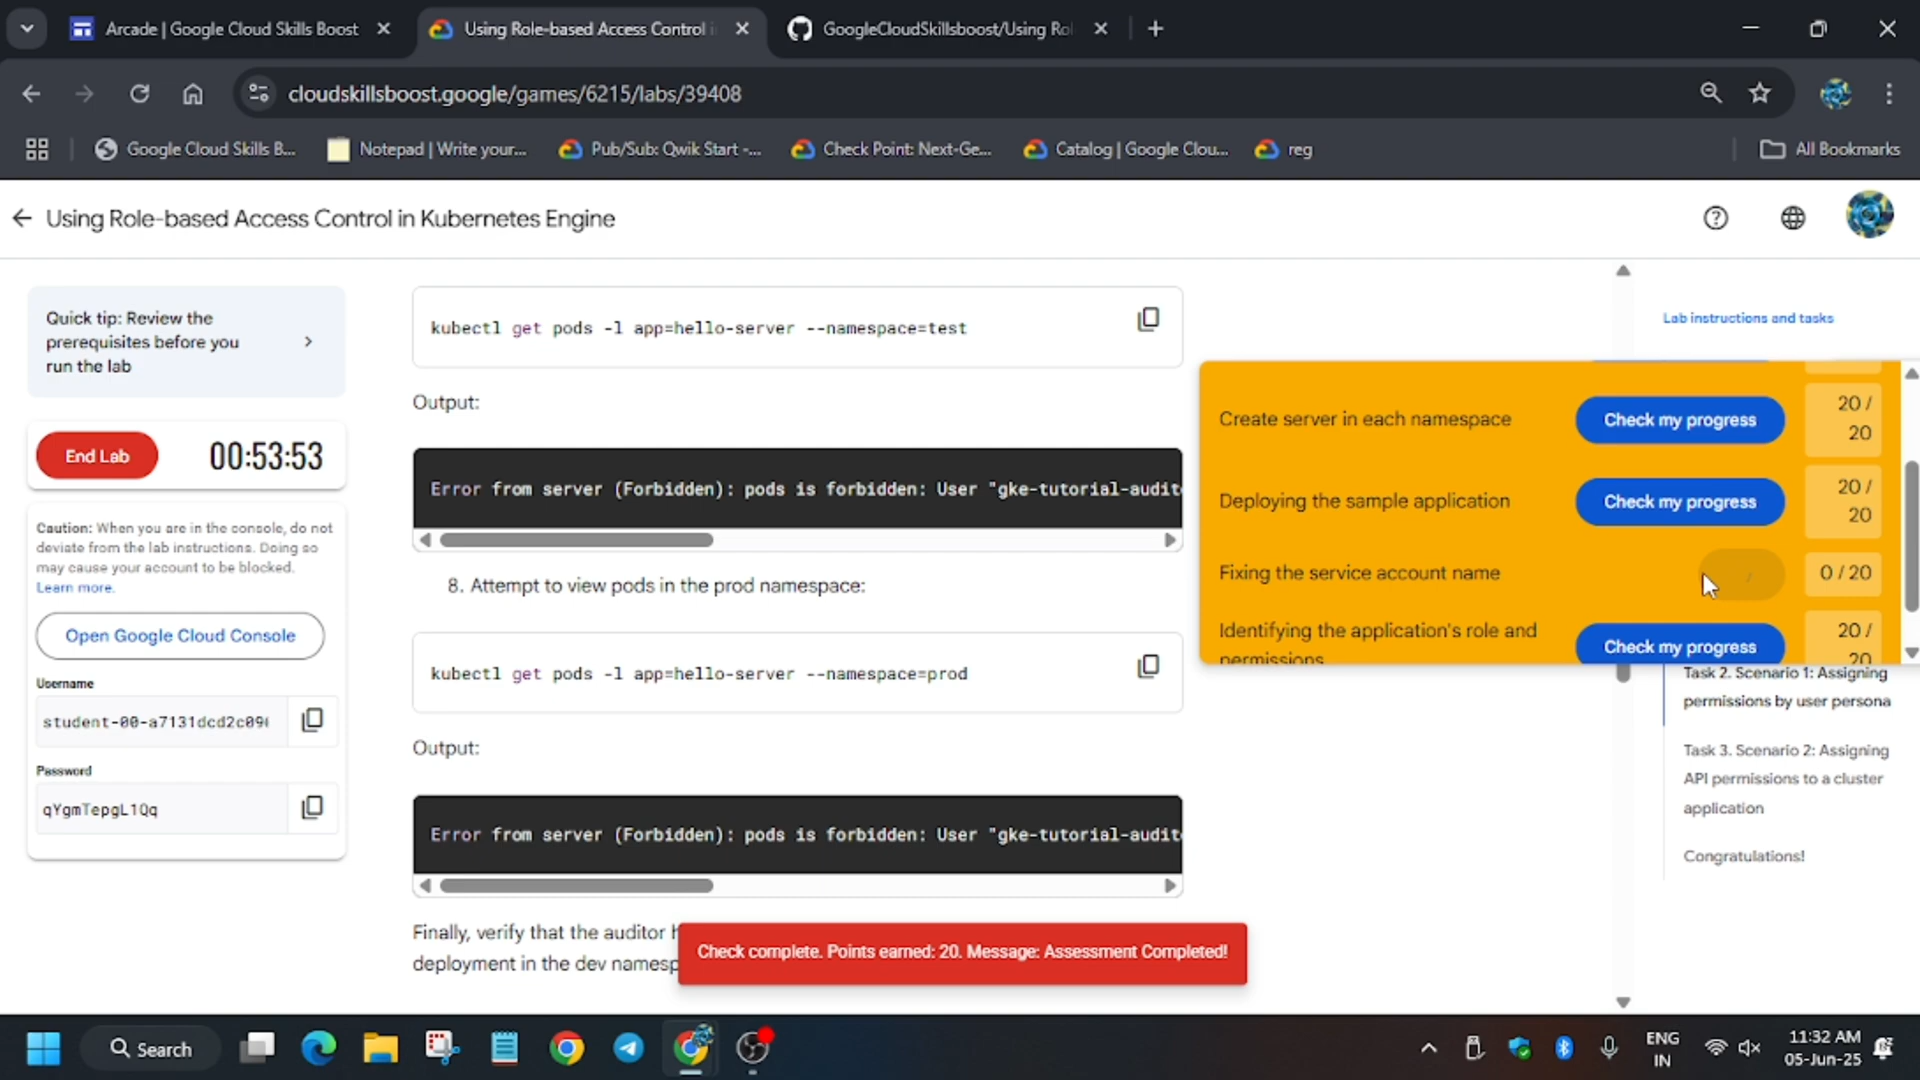 Arcade | Google Cloud Skills Boost
Using Role-based Access Control i
GoogleCloudSkillsboost/Using Rol
cloudskillsboost.google/games/6215/labs/39408
Google Cloud Skills B...
Notepad | Write your...
Pub/Sub: Qwik Start -...
Check Point: Next-Ge...
Catalog | Google Clou...
reg
All Bookmarks
Using Role-based Access Control in Kubernetes Engine
Quick tip: Review the
prerequisites before you
run the lab
End Lab
00:53:53
Caution: When you are in the console, do not
deviate from the lab instructions. Doing so
may cause your account to be blocked.
Learn more.
Open Google Cloud Console
Username
student-00-a7131dcd2c09
Password
qYgmTepgL1Qq
kubectl get pods -l app=hello-server --namespace=test
Output:
Error from server (Forbidden): pods is forbidden: User "gke-tutorial-audit
8. Attempt to view pods in the prod namespace:
kubectl get pods -l app=hello-server --namespace=prod
Output:
Error from server (Forbidden): pods is forbidden: User "gke-tutorial-audit
Finally, verify that the auditor
deployment in the dev namesp
Check complete. Points earned: 20. Message: Assessment Completed!
Lab instructions and tasks
Create server in each namespace
Check my progress
20 /
20
Deploying the sample application
Check my progress
20 /
20
Fixing the service account name
0 / 20
Identifying the application's role and
permissions
Check my progress
20 /
20
Task 2. Scenario 1: Assigning
permissions by user persona
Task 3. Scenario 2: Assigning
API permissions to a cluster
application
Congratulations!
Search
ENG
IN
11:32 AM
05-Jun-25